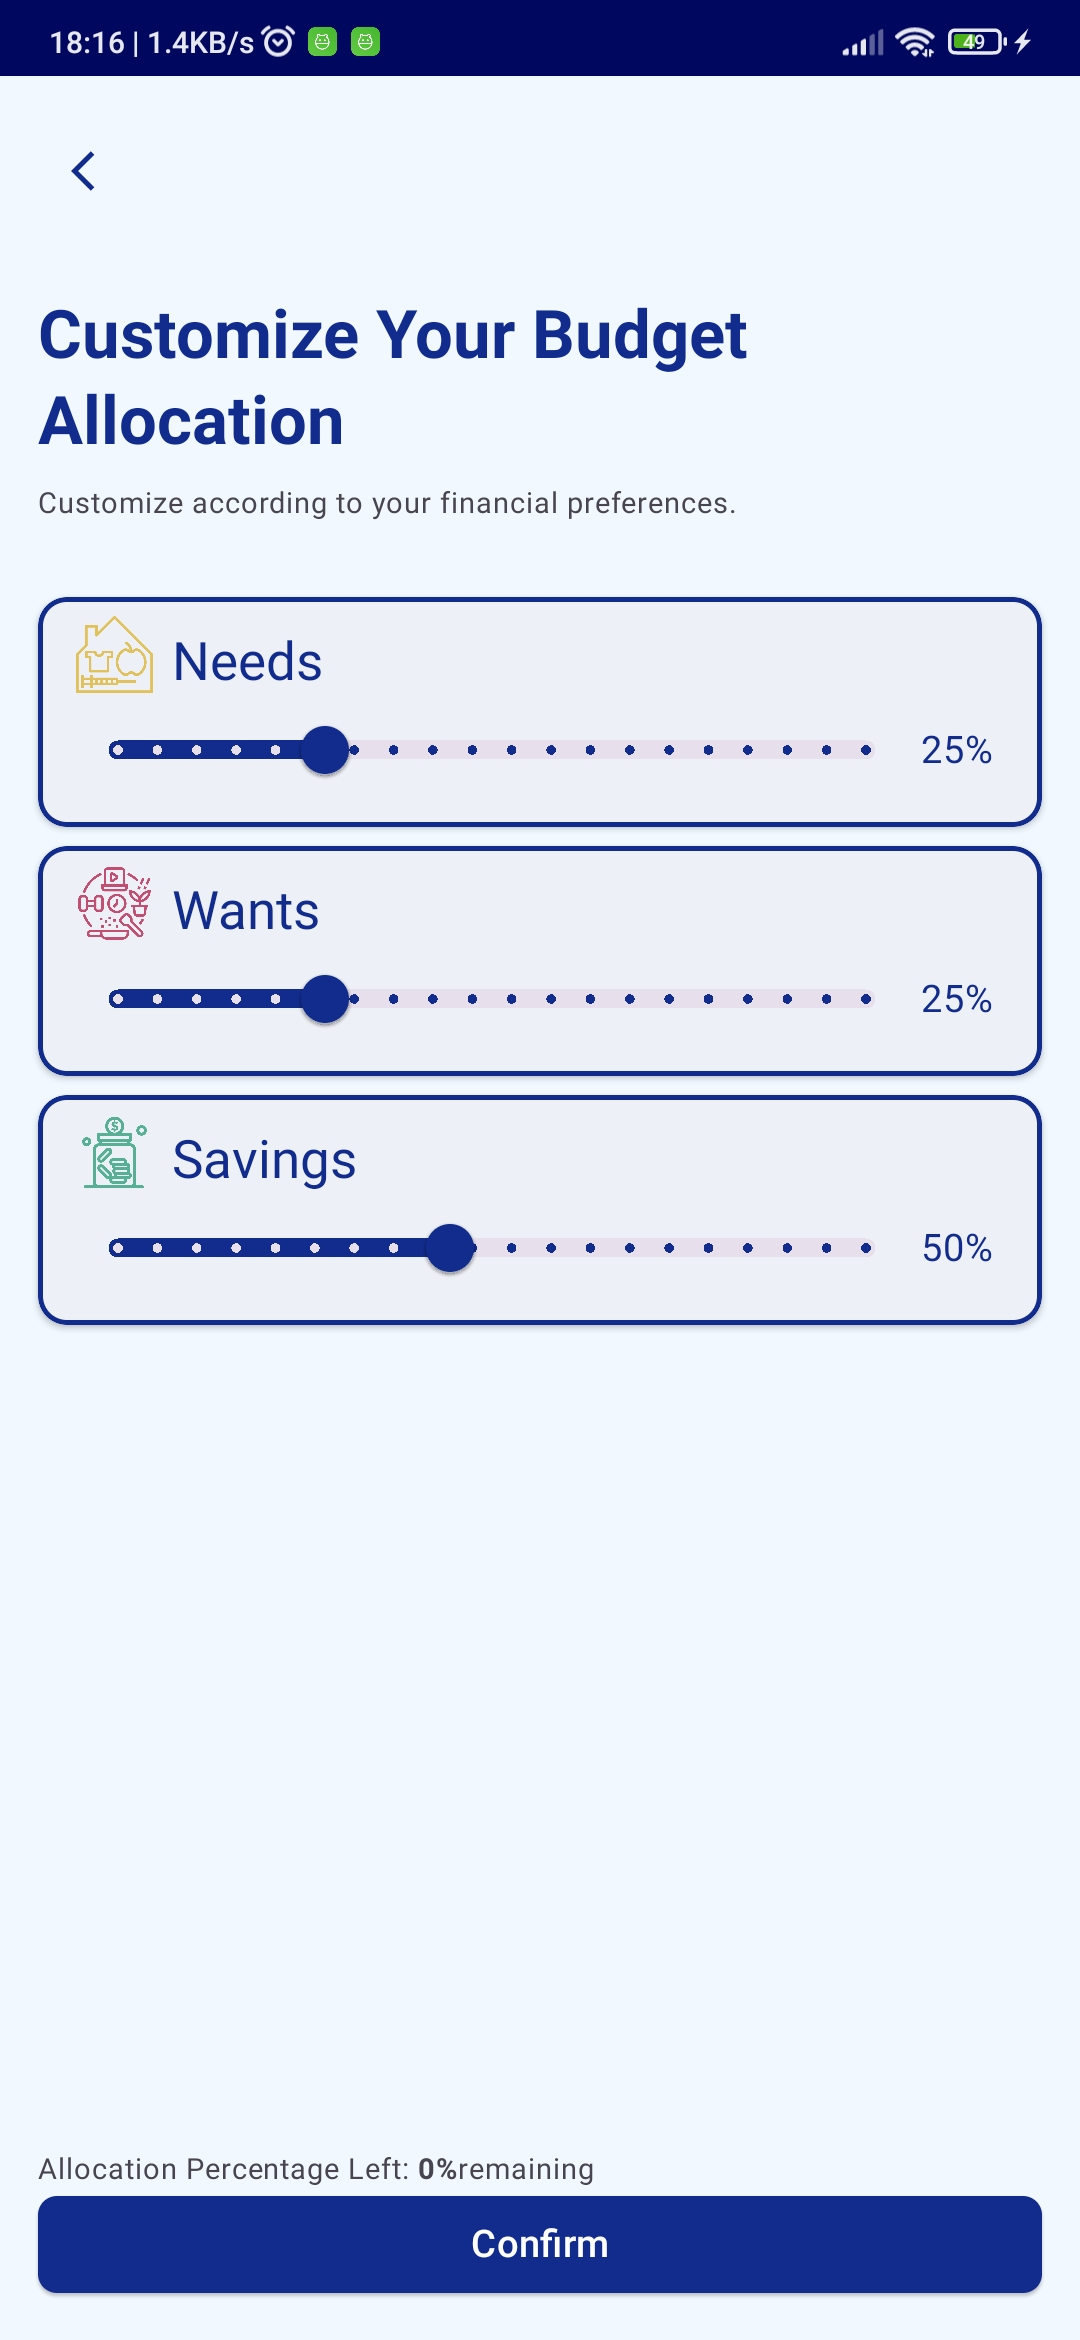 18:16 | 1.4KB/s
49
Customize Your Budget
Allocation
Customize according to your financial preferences.
Needs
25%
Wants
25%
$
Savings
50%
Allocation Percentage Left: 0%remaining
Confirm